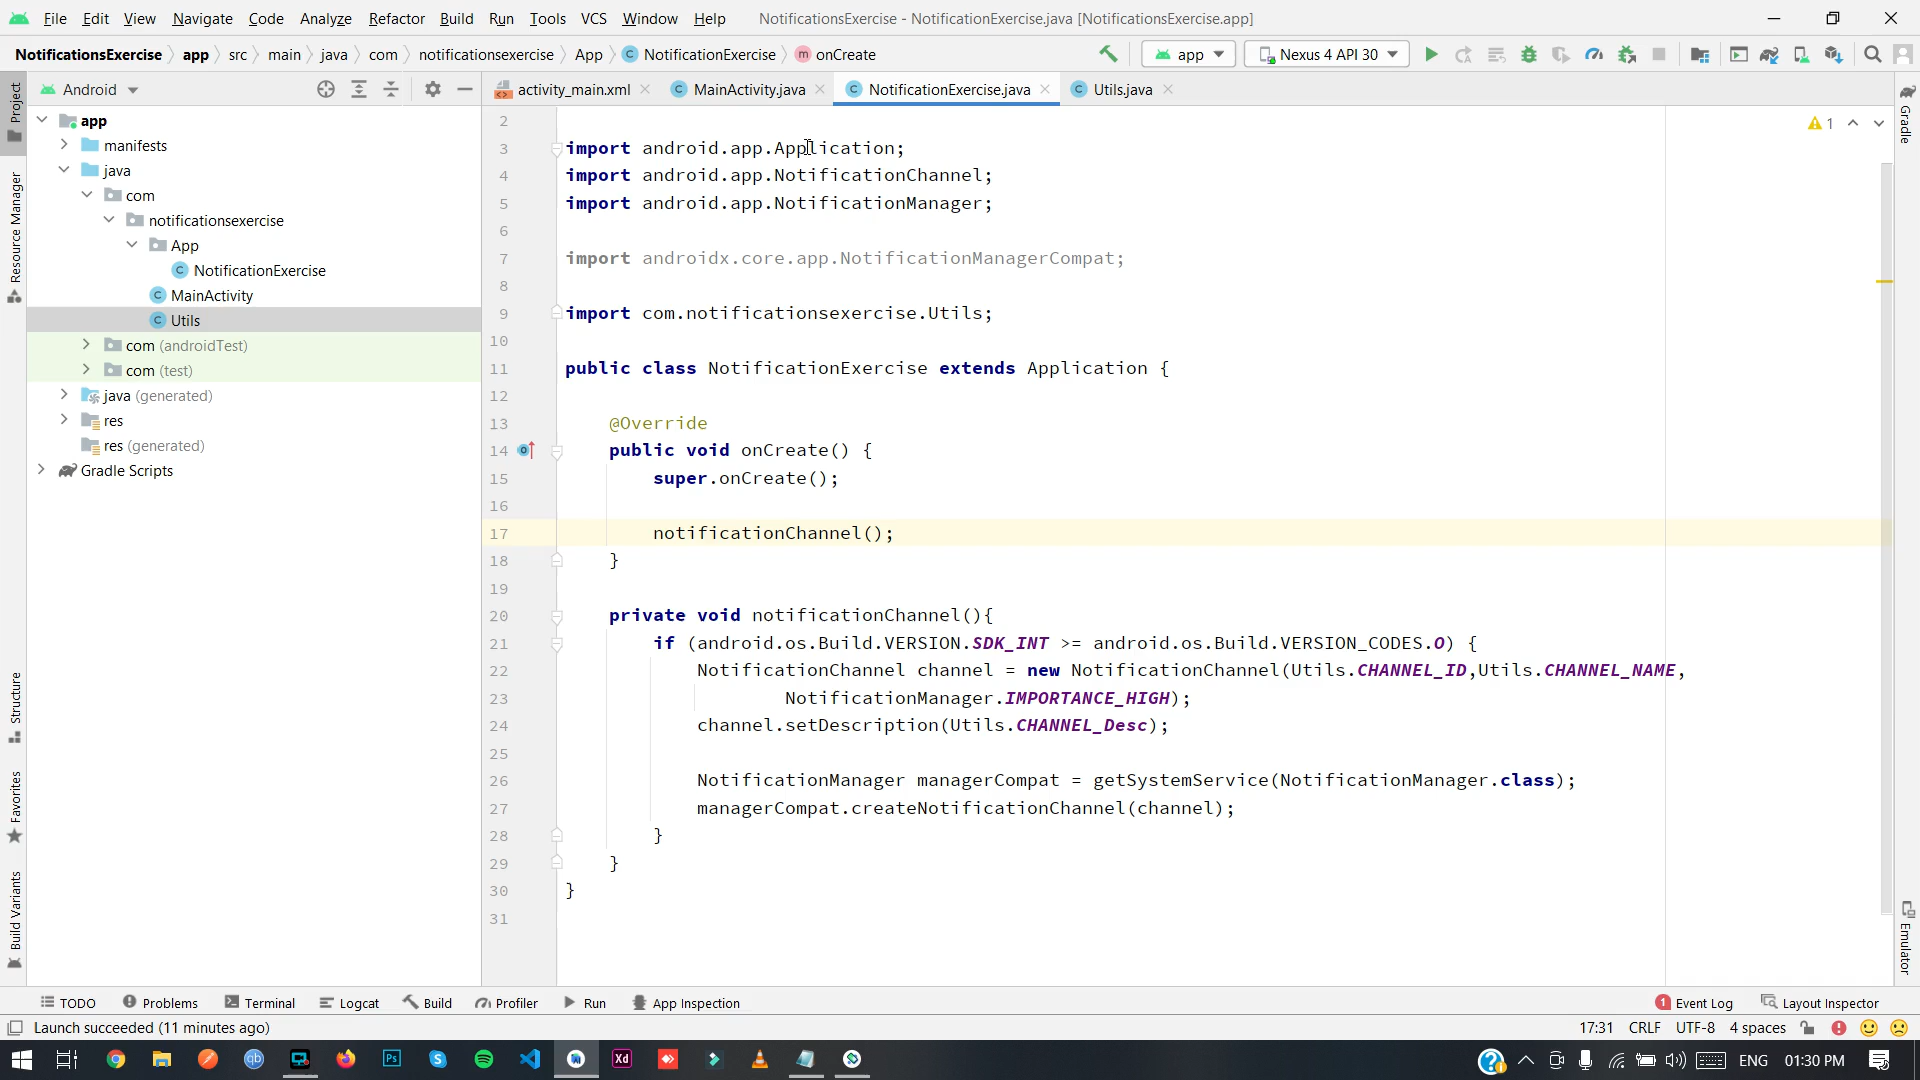 File Edit View Navigate Code Analyze Refactor Build Run Tools VCS Window Help NotificationsExercise - NotificationExercise.java [NotificationsExercise.app]
NotificationsExercise app src main java com notificationsexercise App NotificationExercise onCreate app Nexus 4 API 30
Project
Resource Manager
Structure
Favorites
Build Variants
Android
app
manifests
java
com
notificationsexercise
App
NotificationExercise
MainActivity
Utils
com (androidTest)
com (test)
java (generated)
res
res (generated)
Gradle Scripts
activity_main.xml MainActivity.java NotificationExercise.java Utils.java
1
2
3 import android.app.Application;
4 import android.app.NotificationChannel;
5 import android.app.NotificationManager;
6
7 import androidx.core.app.NotificationManagerCompat;
8
9 import com.notificationsexercise.Utils;
10
11 public class NotificationExercise extends Application {
12
13 @Override
14 public void onCreate() {
15 super.onCreate();
16
17 notificationChannel();
18 }
19
20 private void notificationChannel(){
21 if (android.os.Build.VERSION.SDK_INT >= android.os.Build.VERSION_CODES.O) {
22 NotificationChannel channel = new NotificationChannel(Utils.CHANNEL_ID,Utils.CHANNEL_NAME,
23 NotificationManager.IMPORTANCE_HIGH);
24 channel.setDescription(Utils.CHANNEL_Desc);
25
26 NotificationManager managerCompat = getSystemService(NotificationManager.class);
27 managerCompat.createNotificationChannel(channel);
28 }
29 }
30 }
31
Gradle
Emulator
TODO Problems Terminal Logcat Build Profiler Run App Inspection 1 Event Log Layout Inspector
Launch succeeded (11 minutes ago) 17:31 CRLF UTF-8 4 spaces
qb Ps Xd ENG 01:30 PM